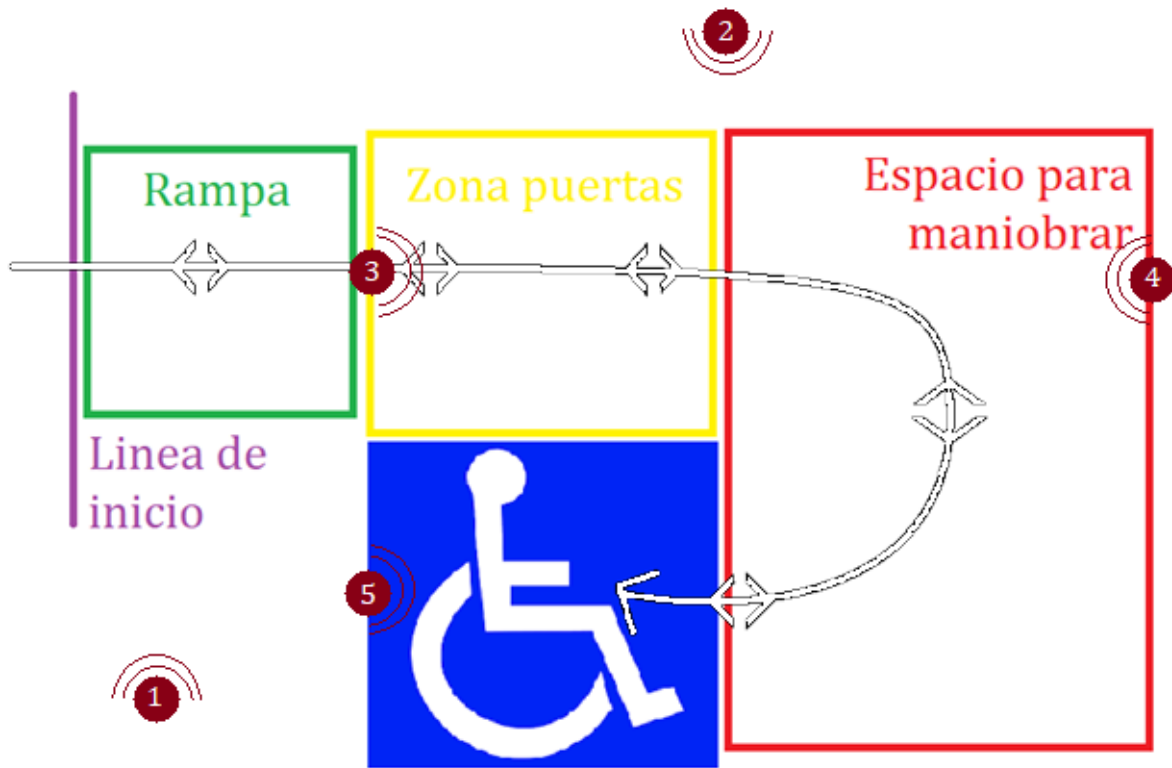 2
Rampa
Zona puertas
Espacio para
maniobrar
3
4
Linea de
inicio
5
1